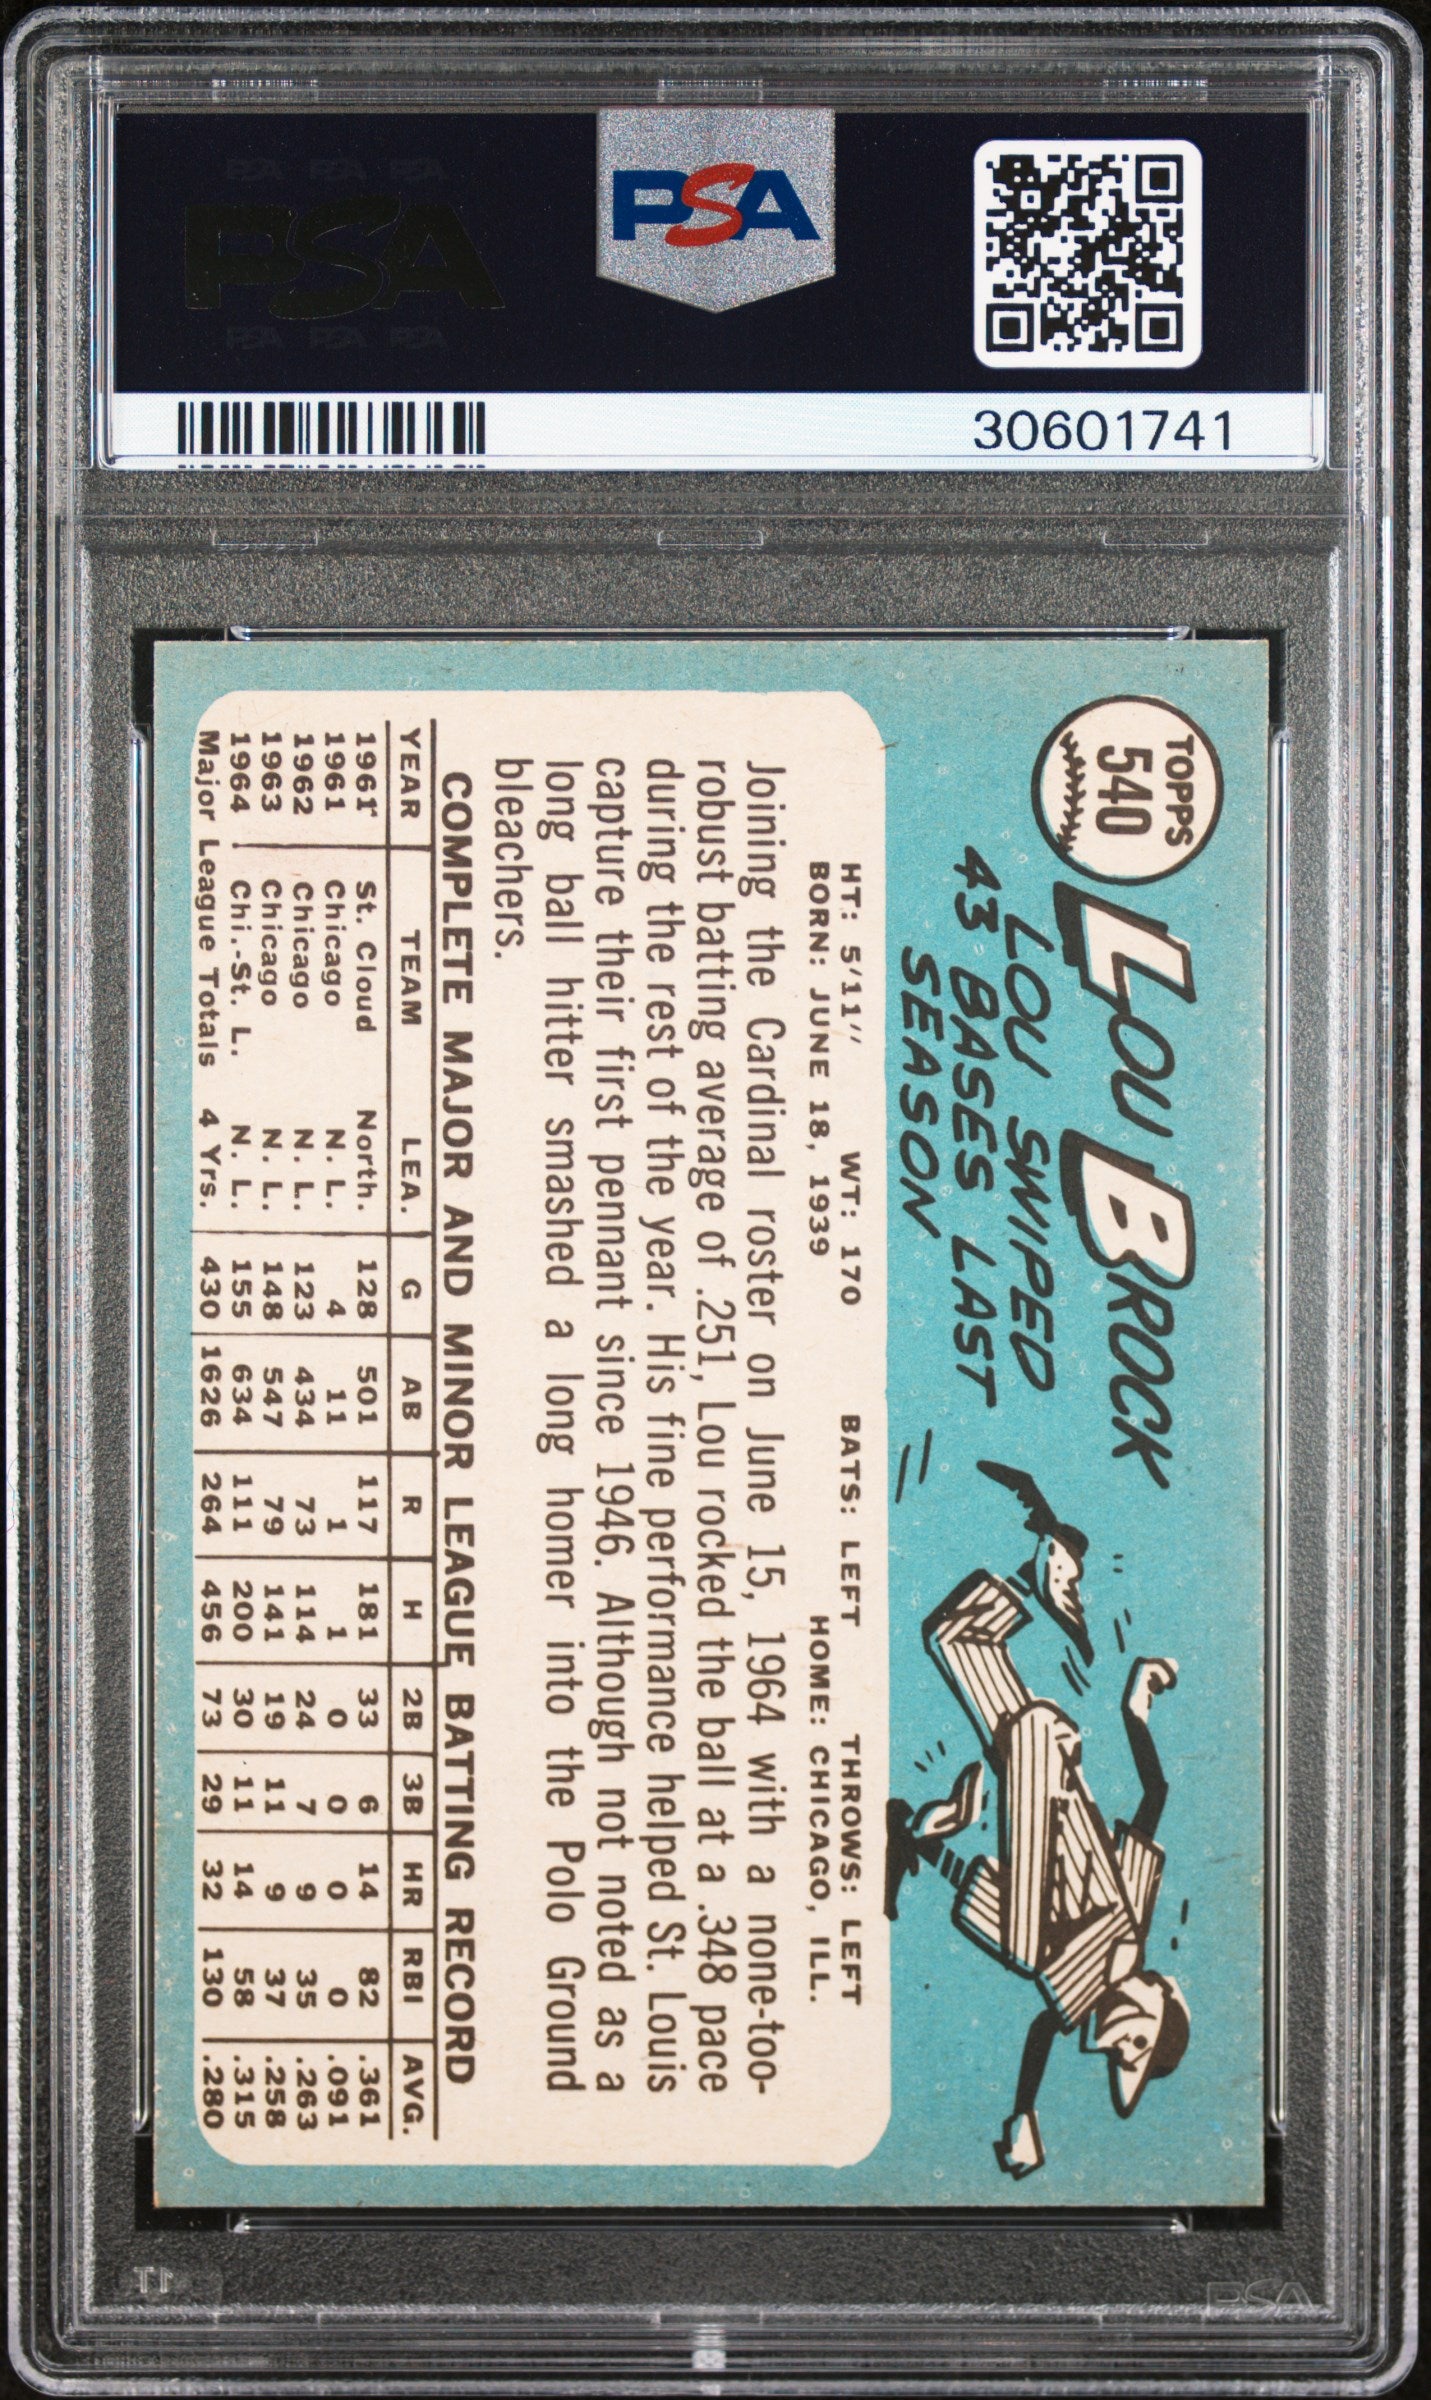 PSA PSA PSA
PSA
PSA PSA PSA
PSA
30601741
TOPPS
540
LOU BROCK
LOU SWIPED
43 BASES LAST
SEASON
HT: 5'11" WT: 170 BATS: LEFT THROWS: LEFT
BORN: JUNE 18, 1939 HOME: CHICAGO, ILL.
Joining the Cardinal roster on June 15, 1964 with a none-too-
robust batting average of .251, Lou rocked the ball at a .348 pace
during the rest of the year. His fine performance helped St. Louis
capture their first pennant since 1946. Although not noted as a
long ball hitter smashed a long homer into the Polo Ground
bleachers.
COMPLETE MAJOR AND MINOR LEAGUE BATTING RECORD
YEAR TEAM LEA. G AB R H 2B 3B HR RBI AVG.
1961 St. Cloud North. 128 501 117 181 33 6 14 82 .361
1961 Chicago N. L. 4 11 1 1 0 0 0 0 .091
1962 Chicago N. L. 123 434 73 114 24 7 9 35 .263
1963 Chicago N. L. 148 547 79 141 19 11 9 37 .258
1964 Chi.-St. L. N. L. 155 634 111 200 30 11 14 58 .315
Major League Totals 4 Yrs. 430 1626 264 456 73 29 32 130 .280
PSA